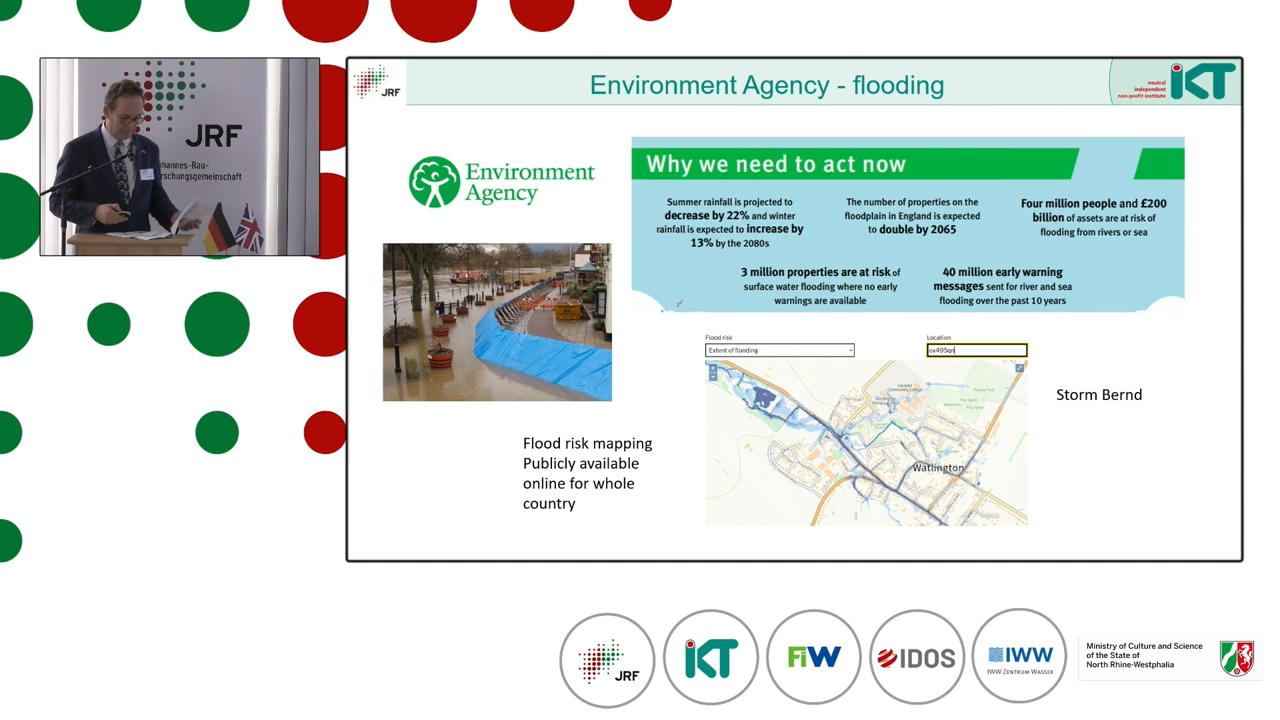 JRF
Johannes-Rau-
Forschungsgemeinschaft
JRF
Environment Agency - flooding
neutral
independent
non-profit institute
iKT
Environment
Agency
Why we need to act now
Summer rainfall is projected to
decrease by 22% and winter
rainfall is expected to increase by
13% by the 2080s
The number of properties on the
floodplain in England is expected
to double by 2065
Four million people and £200
billion of assets are at risk of
flooding from rivers or sea
3 million properties are at risk of
surface water flooding where no early
warnings are available
40 million early warning
messages sent for river and sea
flooding over the past 10 years
Flood risk
Extent of flooding
Location
ox495qn
Watlington
Storm Bernd
Flood risk mapping
Publicly available
online for whole
country
JRF
iKT
FiW
IDOS
IWW
IWW ZENTRUM WASSER
Ministry of Culture and Science
of the State of
North Rhine-Westphalia